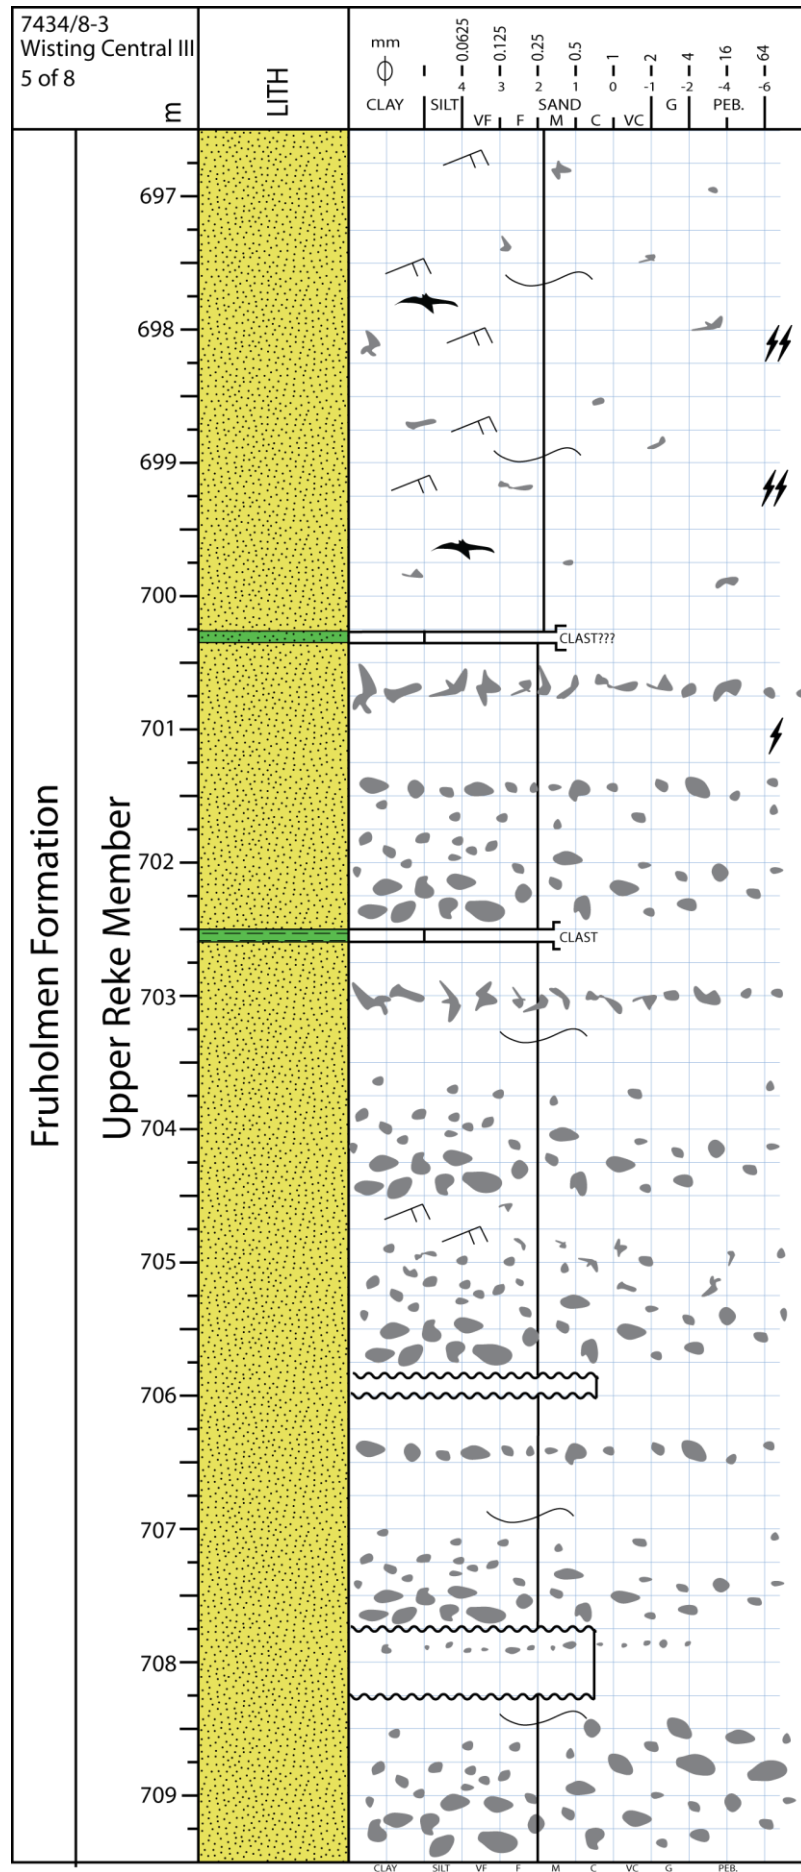 7434/8-3
Wisting Central III
5 of 8
m
LITH
mm
ϕ
0.0625
0.125
0.25
0.5
1
2
4
16
64
4
3
2
1
0
-1
-2
-4
-6
CLAY
SILT
SAND
G
PEB.
VF
F
M
C
VC
Fruholmen Formation
Upper Reke Member
697
698
699
700
CLAST???
701
702
CLAST
703
704
705
706
707
708
709
CLAY
SILT
VF
F
M
C
VC
G
PEB.